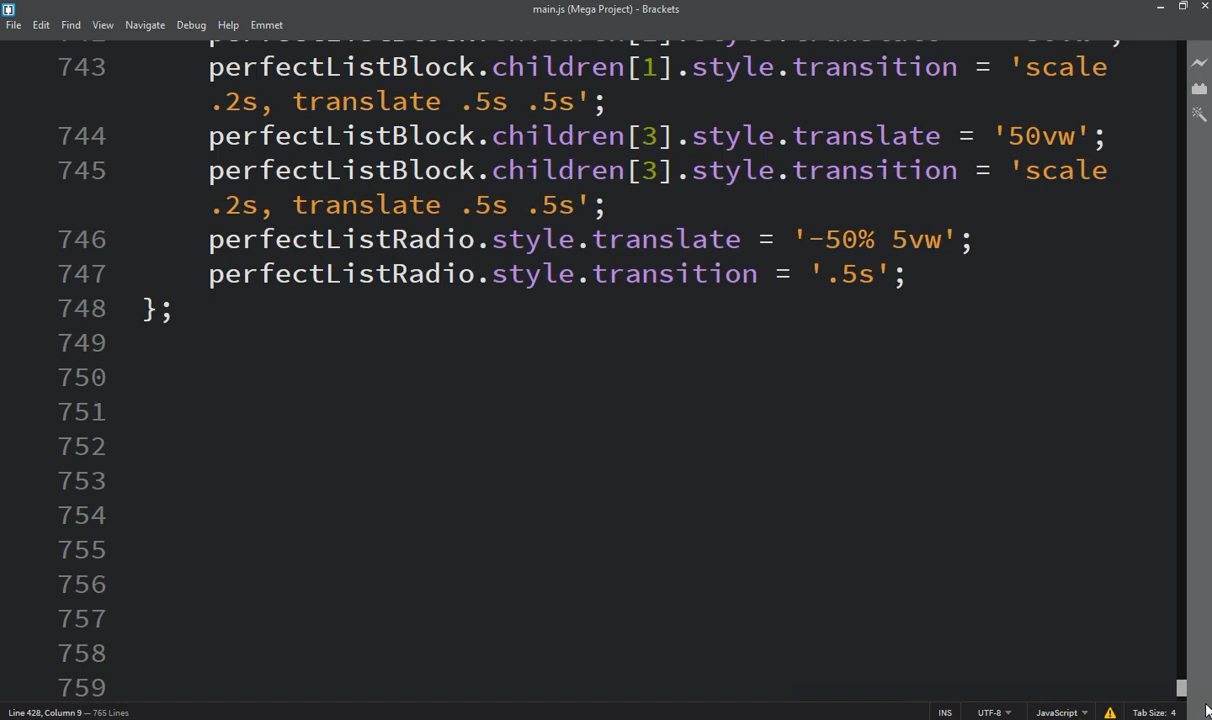 main.js (Mega Project) - Brackets
File Edit Find View Navigate Debug Help Emmet
743 perfectListBlock.children[1].style.transition = 'scale
.2s, translate .5s .5s';
744 perfectListBlock.children[3].style.translate = '50vw';
745 perfectListBlock.children[3].style.transition = 'scale
.2s, translate .5s .5s';
746 perfectListRadio.style.translate = '-50% 5vw';
747 perfectListRadio.style.transition = '.5s';
748 };
749
750
751
752
753
754
755
756
757
758
759
Line 428, Column 9 — 765 Lines INS UTF-8 JavaScript Tab Size: 4